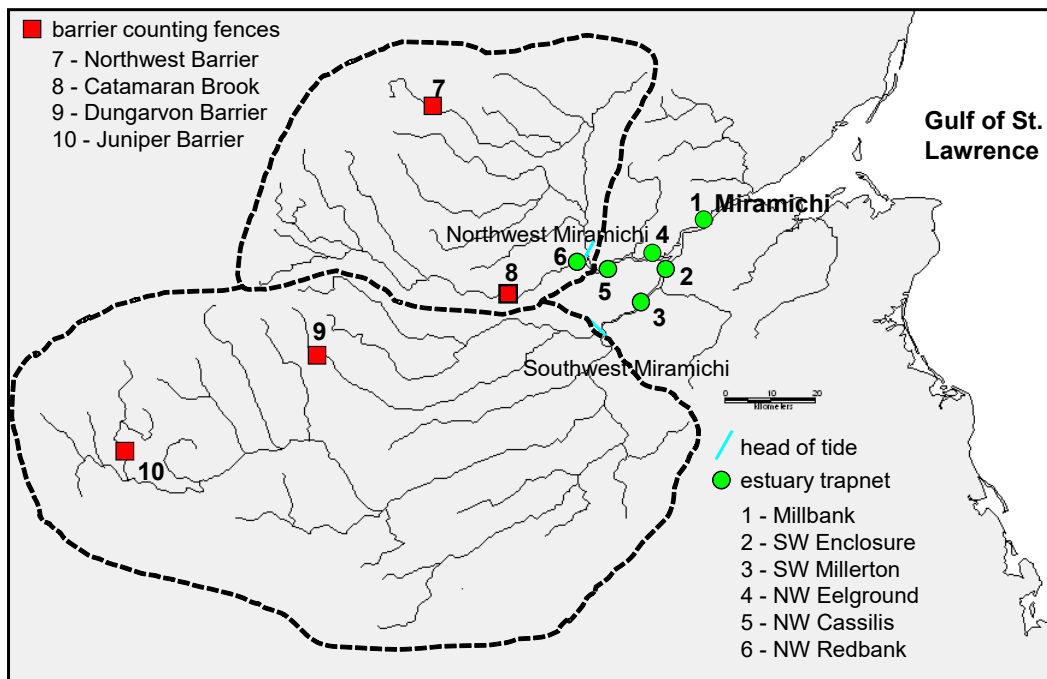 barrier counting fences
7 - Northwest Barrier
8 - Catamaran Brook
9 - Dungarvon Barrier
10 - Juniper Barrier
7
Gulf of St.
Lawrence
1 Miramichi
Northwest Miramichi
4
6
5
2
8
3
9
Southwest Miramichi
10
0 10 20
kilometers
head of tide
estuary trapnet
1 - Millbank
2 - SW Enclosure
3 - SW Millerton
4 - NW Eelground
5 - NW Cassilis
6 - NW Redbank